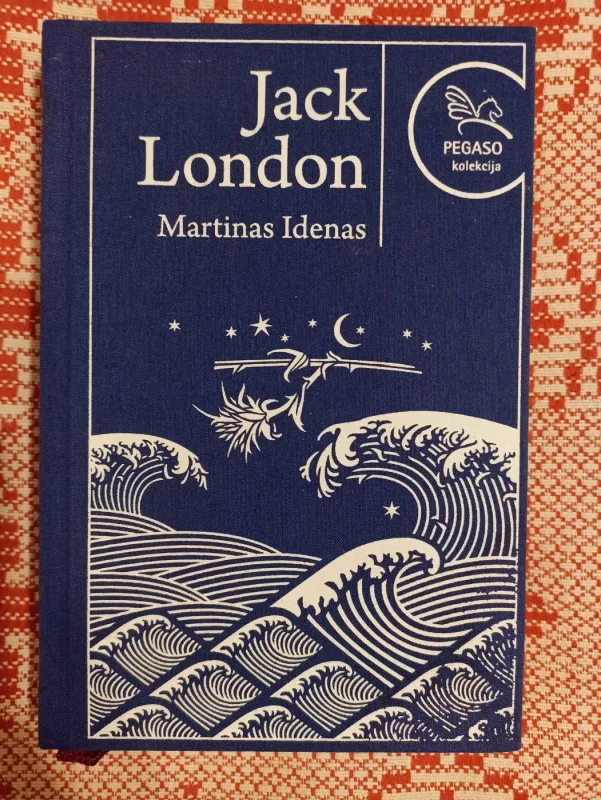 Jack
London
Martinas Idenas
PEGASO
kolekcija